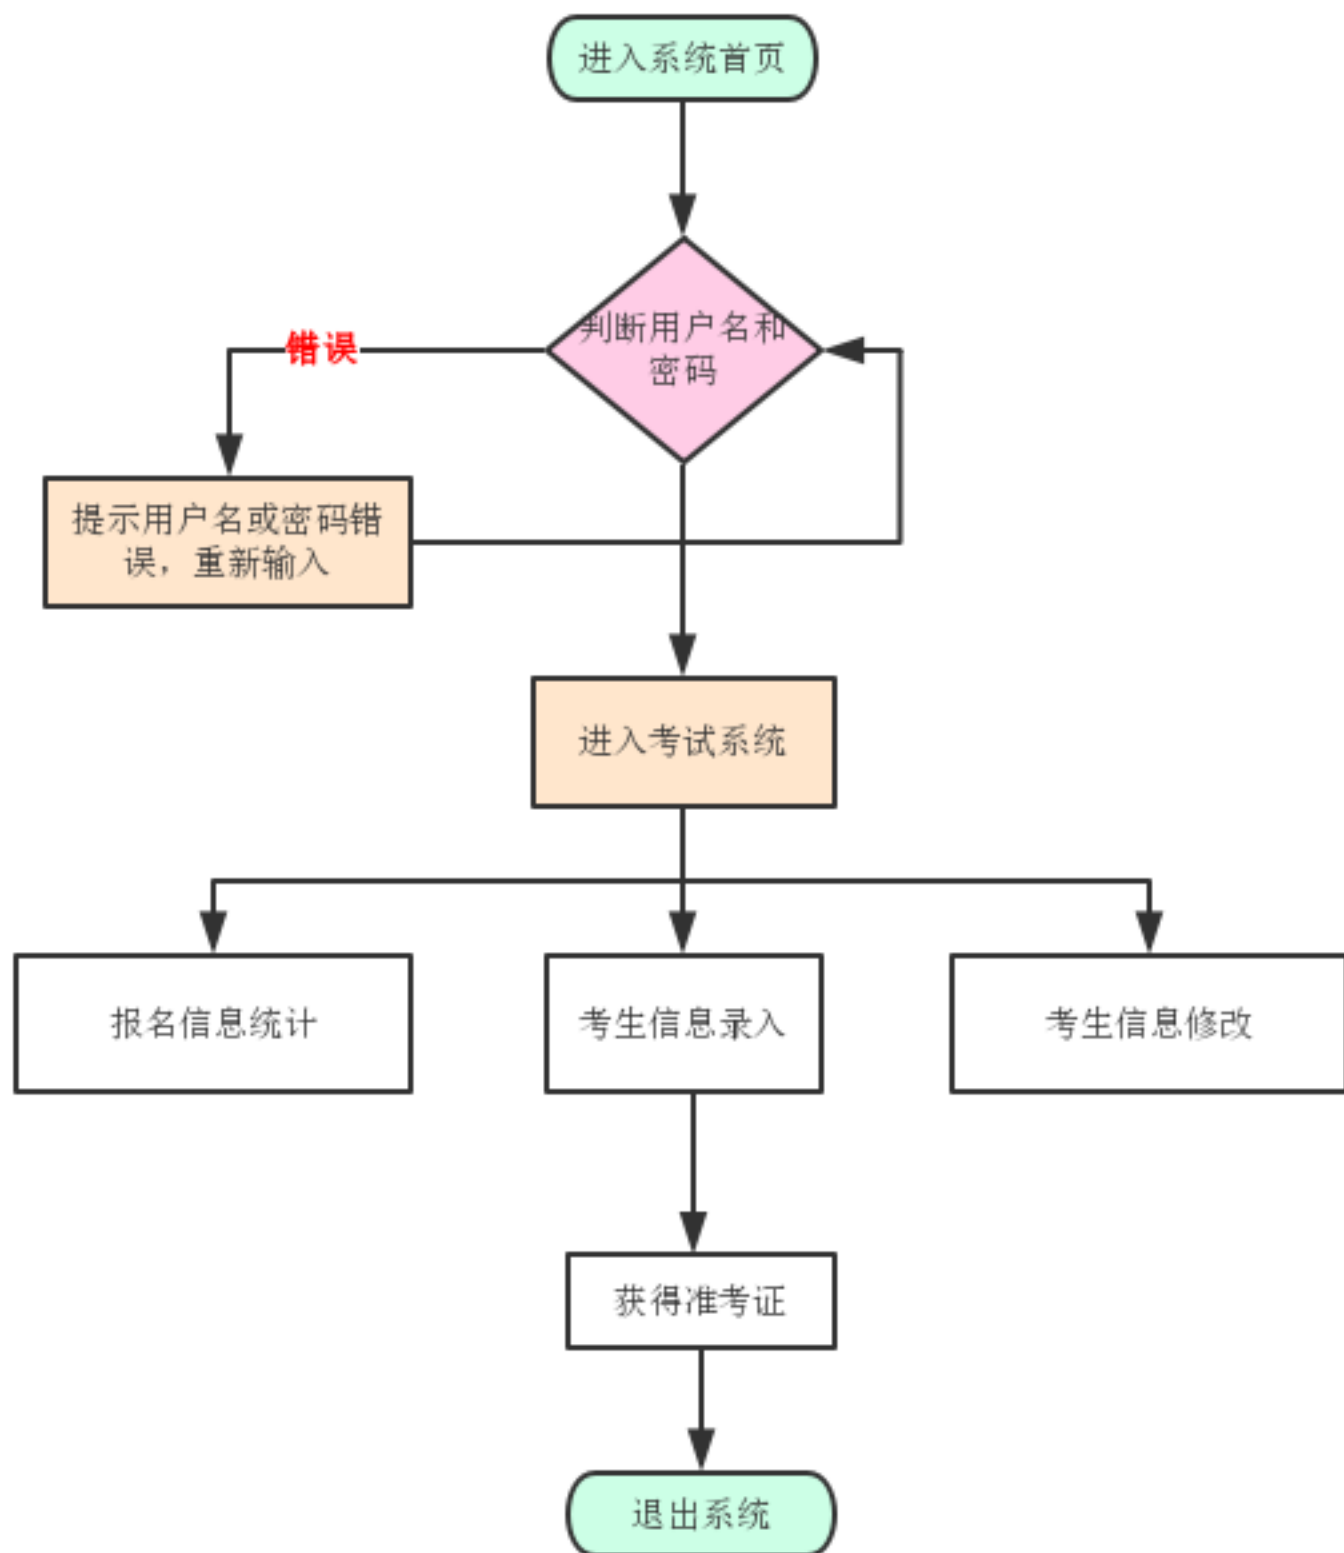 进入系统首页
判断用户名和
密码
错误
提示用户名或密码错
误，重新输入
进入考试系统
报名信息统计
考生信息录入
考生信息修改
获得准考证
退出系统